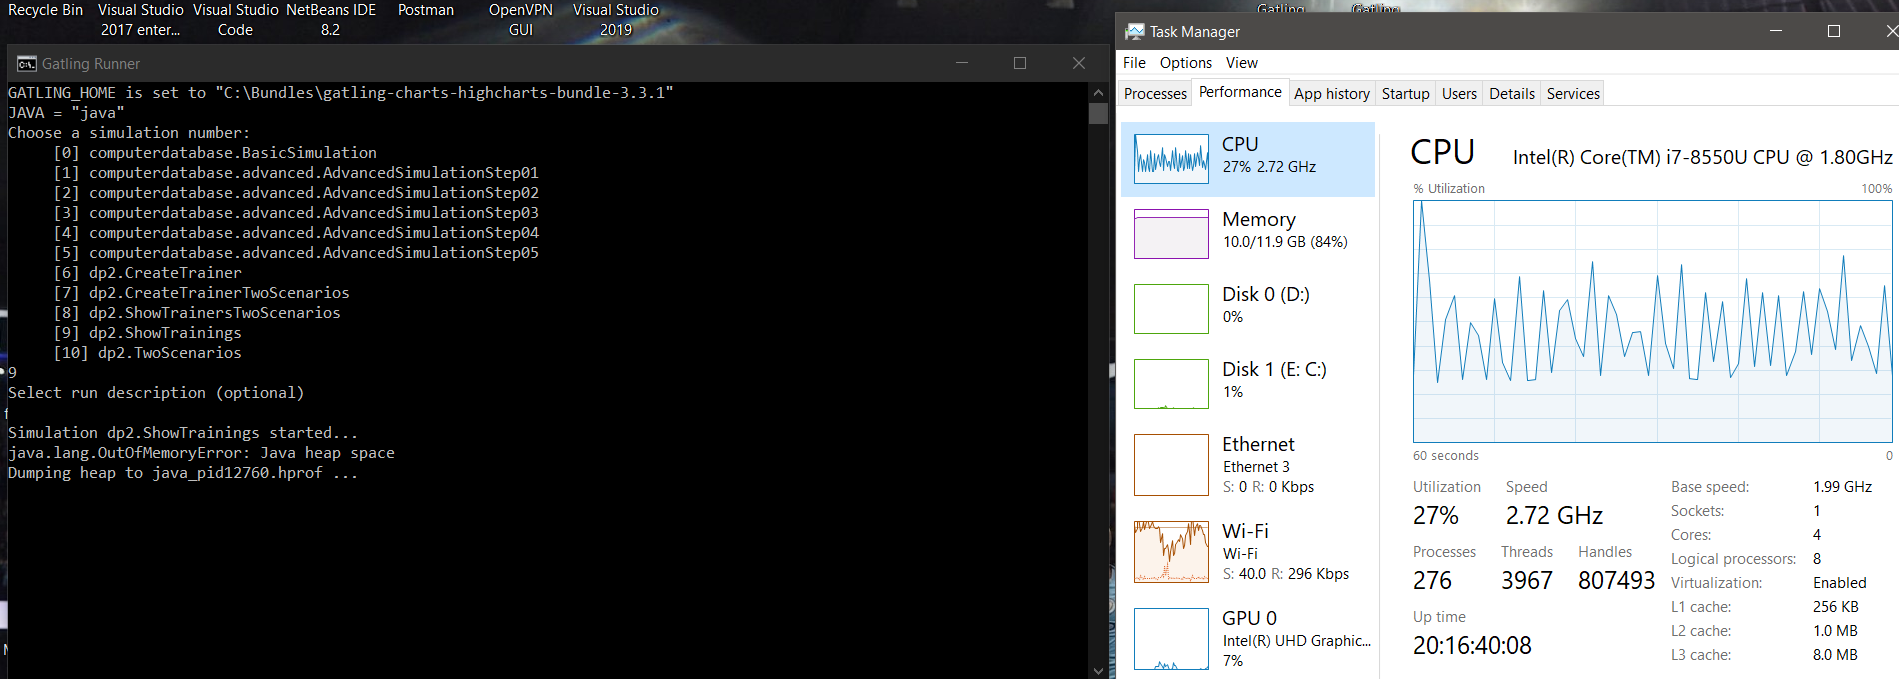 Recycle Bin
Visual Studio 2017 enter...
Visual Studio Code
NetBeans IDE 8.2
Postman
OpenVPN GUI
Visual Studio 2019
Gatling
Gatling
Gatling Runner
GATLING_HOME is set to "C:\Bundles\gatling-charts-highcharts-bundle-3.3.1"
JAVA = "java"
Choose a simulation number:
[0] computerdatabase.BasicSimulation
[1] computerdatabase.advanced.AdvancedSimulationStep01
[2] computerdatabase.advanced.AdvancedSimulationStep02
[3] computerdatabase.advanced.AdvancedSimulationStep03
[4] computerdatabase.advanced.AdvancedSimulationStep04
[5] computerdatabase.advanced.AdvancedSimulationStep05
[6] dp2.CreateTrainer
[7] dp2.CreateTrainerTwoScenarios
[8] dp2.ShowTrainersTwoScenarios
[9] dp2.ShowTrainings
[10] dp2.TwoScenarios
9
Select run description (optional)
Simulation dp2.ShowTrainings started...
java.lang.OutOfMemoryError: Java heap space
Dumping heap to java_pid12760.hprof ...
Task Manager
File Options View
Processes Performance App history Startup Users Details Services
CPU
27% 2.72 GHz
Memory
10.0/11.9 GB (84%)
Disk 0 (D:)
0%
Disk 1 (E: C:)
1%
Ethernet
Ethernet 3
S: 0 R: 0 Kbps
Wi-Fi
Wi-Fi
S: 40.0 R: 296 Kbps
GPU 0
Intel(R) UHD Graphic...
7%
CPU Intel(R) Core(TM) i7-8550U CPU @ 1.80GHz
% Utilization 100%
60 seconds 0
Utilization Speed
27% 2.72 GHz
Processes Threads Handles
276 3967 807493
Up time
20:16:40:08
Base speed: 1.99 GHz
Sockets: 1
Cores: 4
Logical processors: 8
Virtualization: Enabled
L1 cache: 256 KB
L2 cache: 1.0 MB
L3 cache: 8.0 MB